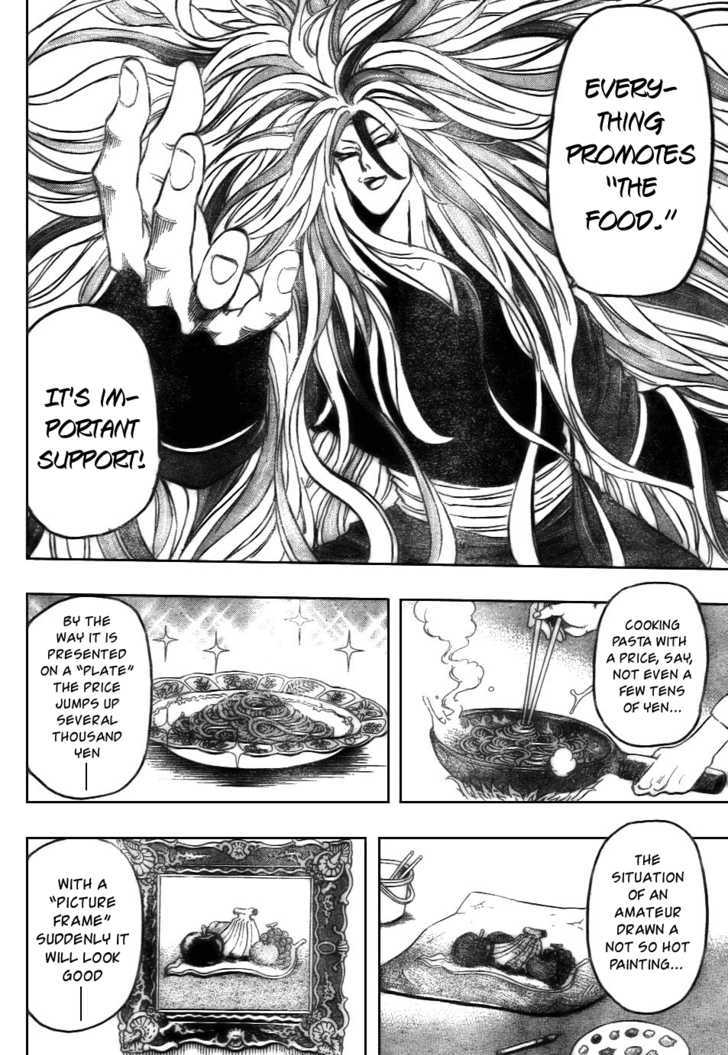 EVERY-
THING
PROMOTES
"THE
FOOD."
IT'S IM-
PORTANT
SUPPORT!
COOKING
PASTA WITH
A PRICE, SAY,
NOT EVEN A
FEW TENS
OF YEN...
BY THE
WAY IT IS
PRESENTED
ON A "PLATE"
THE PRICE
JUMPS UP
SEVERAL
THOUSAND
YEN
—
THE
SITUATION
OF AN
AMATEUR
DRAWN A
NOT SO HOT
PAINTING...
WITH A
"PICTURE
FRAME"
SUDDENLY IT
WILL LOOK
GOOD
—